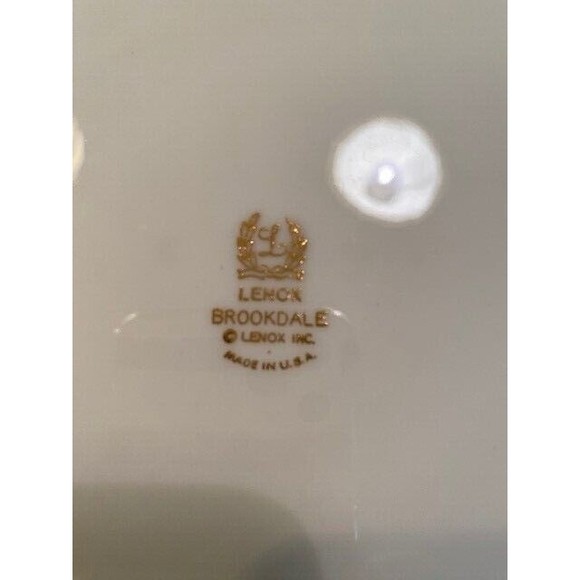 L
LENOX
BROOKDALE
© LENOX INC.
MADE IN U.S.A.